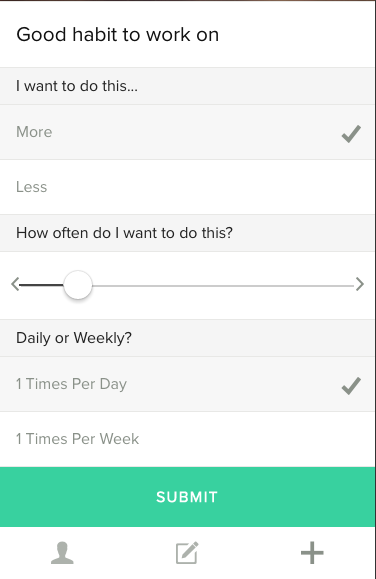 Good habit to work on
I want to do this...
More
Less
How often do I want to do this?
Daily or Weekly?
1 Times Per Day
1 Times Per Week
SUBMIT